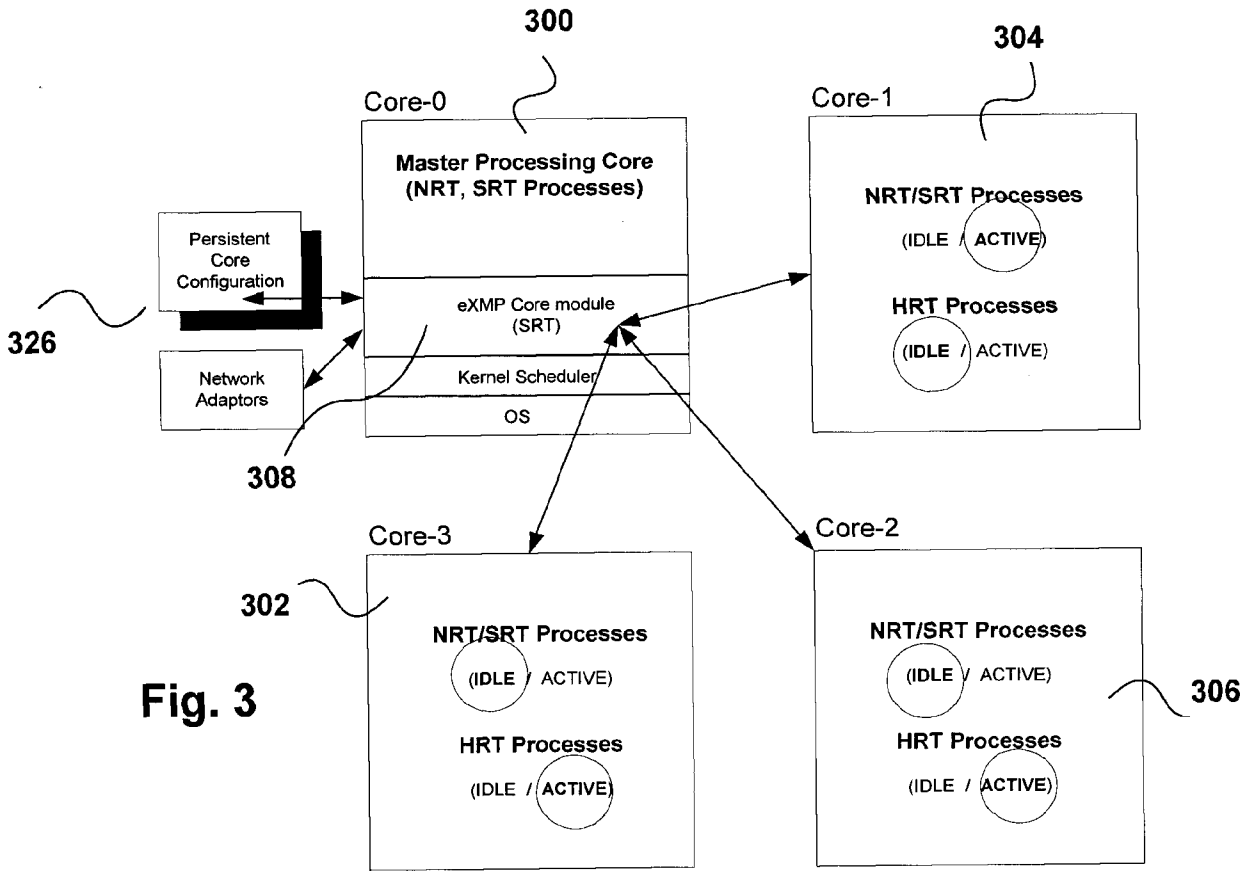 300
304
Core-0
Core-1
Master Processing Core
(NRT, SRT Processes)
NRT/SRT Processes
(IDLE / ACTIVE)
HRT Processes
(IDLE / ACTIVE)
Persistent
Core
Configuration
eXMP Core module
(SRT)
326
Network
Adaptors
Kernel Scheduler
OS
308
Core-3
Core-2
302
NRT/SRT Processes
(IDLE / ACTIVE)
HRT Processes
(IDLE / ACTIVE)
NRT/SRT Processes
(IDLE / ACTIVE)
HRT Processes
(IDLE / ACTIVE)
306
Fig. 3